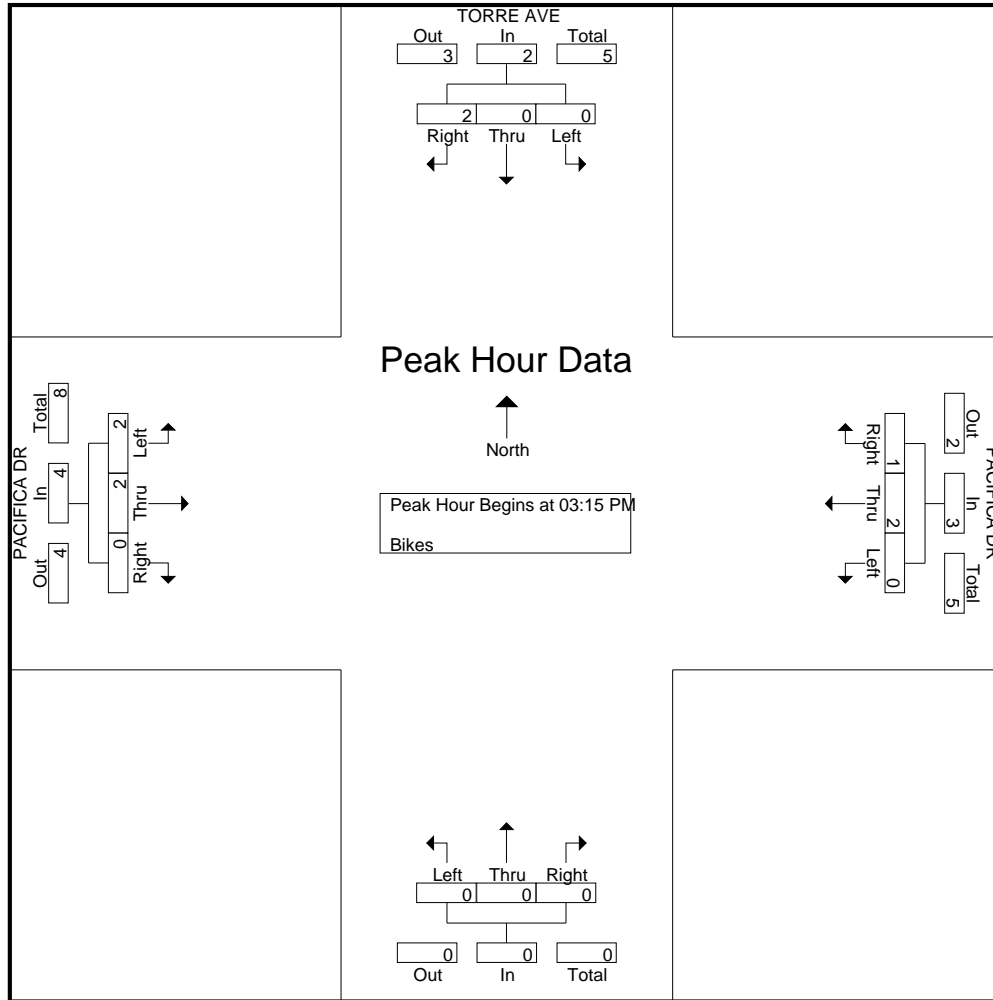 TORRE AVE
Out In Total
3 2 5
2 0 0
Right Thru Left
Peak Hour Data
North
Peak Hour Begins at 03:15 PM
Bikes
PACIFICA DR
Total In Out
8 4 4
2 2 0
Left Thru Right
PACIFICA DR
Out In Total
2 3 5
1 2 0
Right Thru Left
Left Thru Right
0 0 0
0 0 0
Out In Total